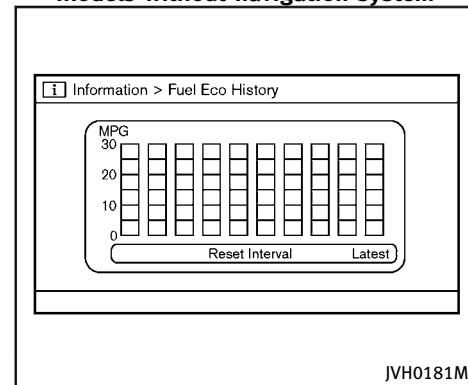 models without navigation system
i Information > Fuel Eco History
MPG
30
20
10
0
Reset Interval Latest
JVH0181M